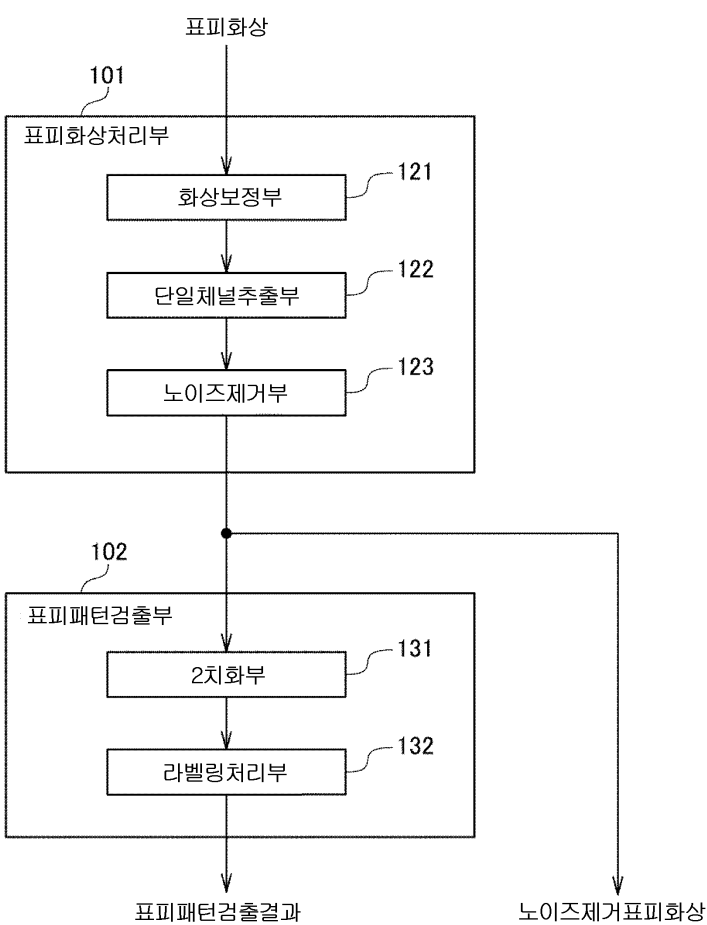 표피화상
101
표피화상처리부
121
화상보정부
122
단일체널추출부
123
노이즈제거부
102
표피패턴검출부
131
2치화부
132
라벨링처리부
표피패턴검출결과
노이즈제거표피화상